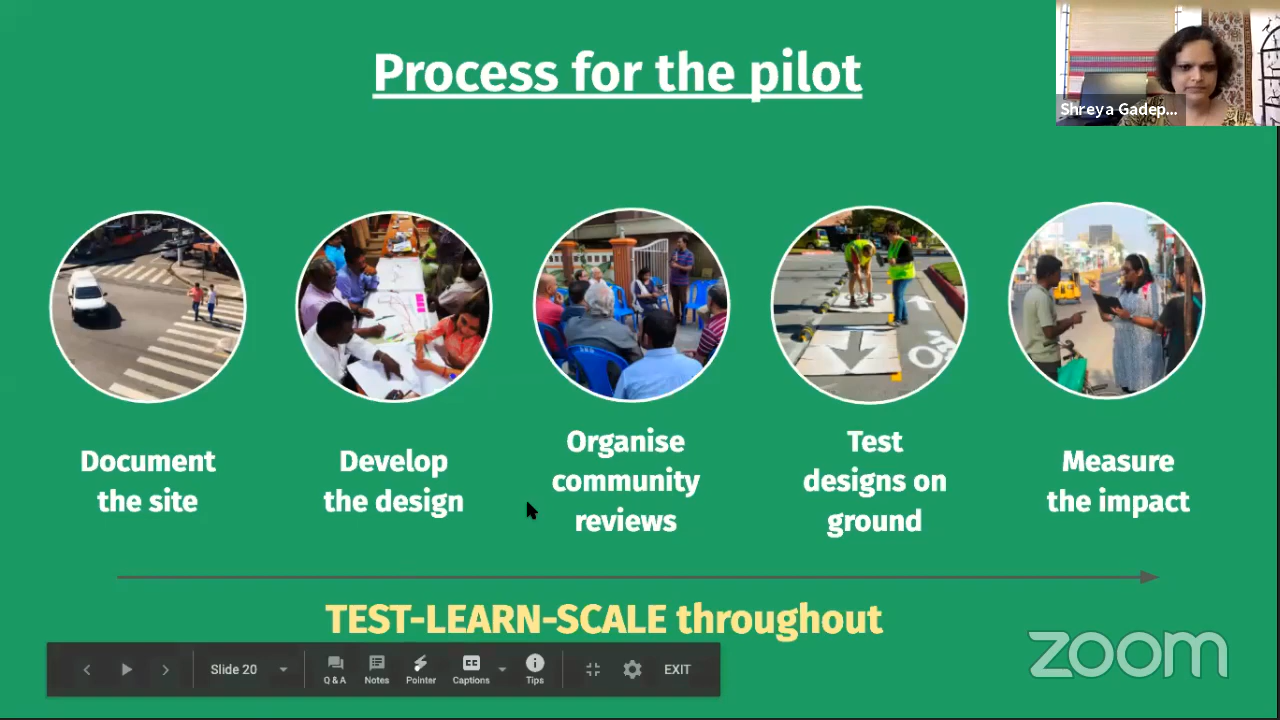 Process for the pilot
Shreya Gadep...
Document
the site
Develop
the design
Organise
community
reviews
Test
designs on
ground
Measure
the impact
TEST-LEARN-SCALE throughout
Slide 20
Q & A
Notes
Pointer
CC
Captions
Tips
EXIT
zoom